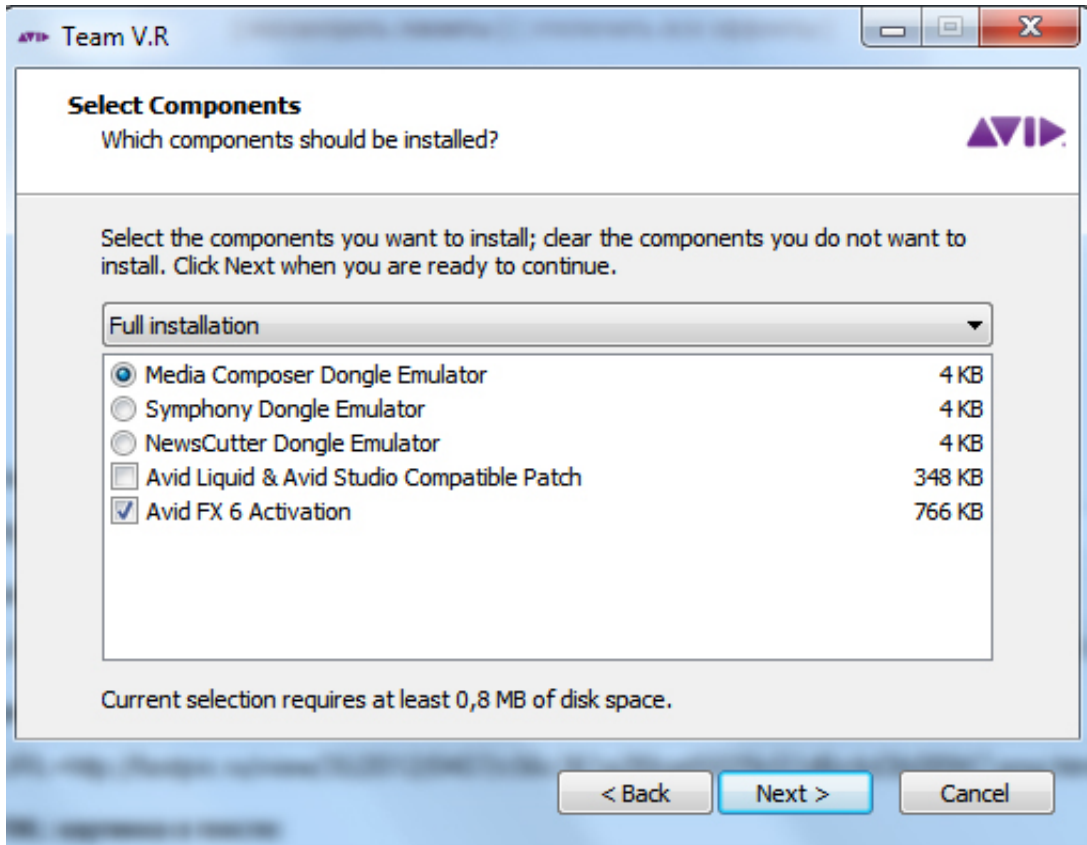 Team V.R
Select Components
Which components should be installed?
AVID
Select the components you want to install; clear the components you do not want to
install. Click Next when you are ready to continue.
Full installation
Media Composer Dongle Emulator 4 KB
Symphony Dongle Emulator 4 KB
NewsCutter Dongle Emulator 4 KB
Avid Liquid & Avid Studio Compatible Patch 348 KB
Avid FX 6 Activation 766 KB
Current selection requires at least 0,8 MB of disk space.
< Back Next > Cancel